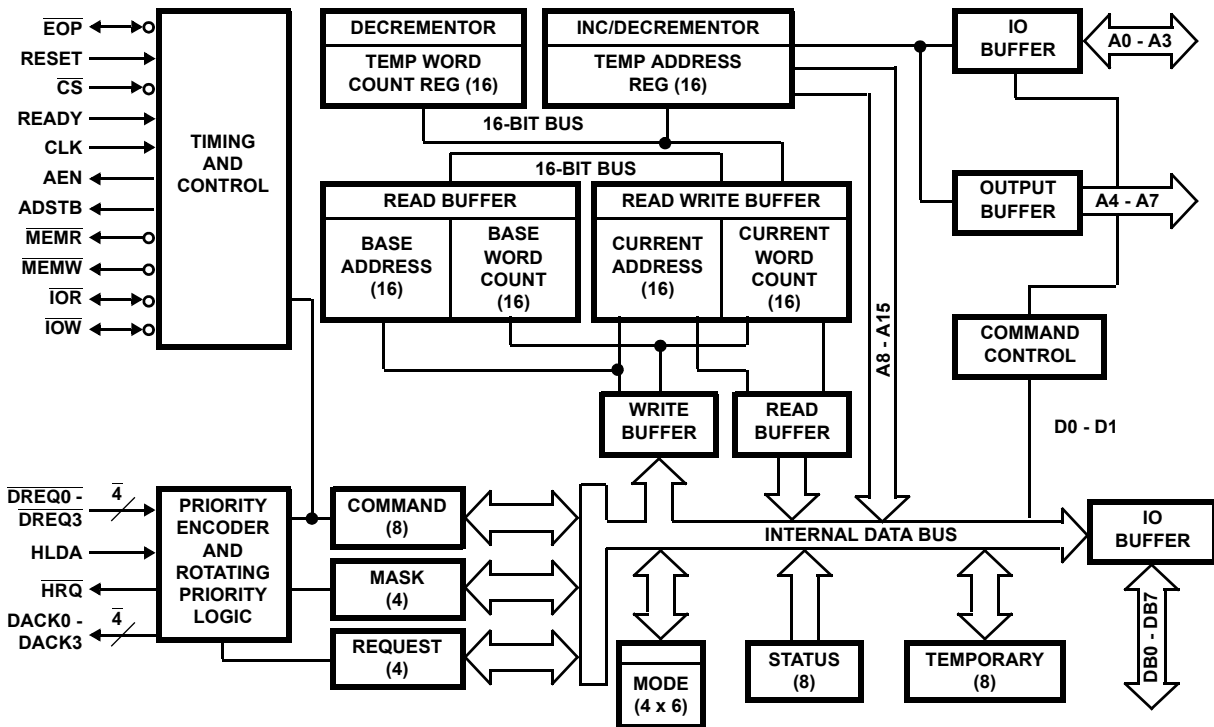 EOP
RESET
CS
READY
CLK
AEN
ADSTB
MEMR
MEMW
IOR
IOW
TIMING
AND
CONTROL
DECREMENTOR
TEMP WORD
COUNT REG (16)
INC/DECREMENTOR
TEMP ADDRESS
REG (16)
16-BIT BUS
16-BIT BUS
READ BUFFER
BASE
ADDRESS
(16)
BASE
WORD
COUNT
(16)
READ WRITE BUFFER
CURRENT
ADDRESS
(16)
CURRENT
WORD
COUNT
(16)
IO
BUFFER
A0 - A3
OUTPUT
BUFFER
A4 - A7
A8 - A15
COMMAND
CONTROL
WRITE
BUFFER
READ
BUFFER
D0 - D1
DREQ0 -
DREQ3
4
HLDA
HRQ
DACK0 -
DACK3
4
PRIORITY
ENCODER
AND
ROTATING
PRIORITY
LOGIC
COMMAND
(8)
MASK
(4)
REQUEST
(4)
INTERNAL DATA BUS
IO
BUFFER
DB0 - DB7
MODE
(4 x 6)
STATUS
(8)
TEMPORARY
(8)